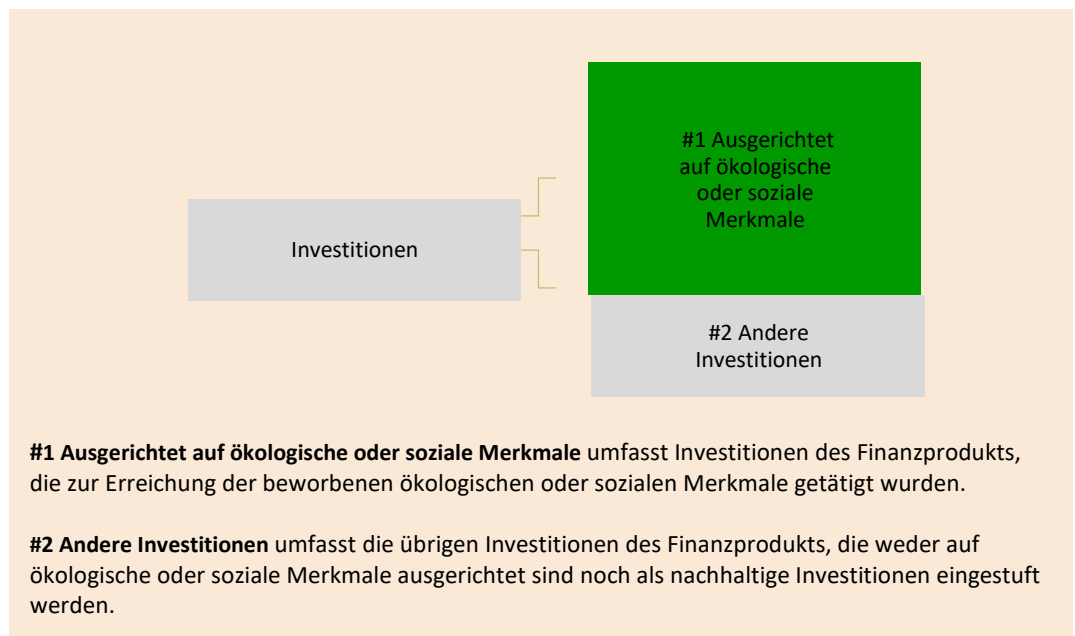 #1 Ausgerichtet
auf ökologische
oder soziale
Merkmale
Investitionen
#2 Andere
Investitionen
#1 Ausgerichtet auf ökologische oder soziale Merkmale umfasst Investitionen des Finanzprodukts,
die zur Erreichung der beworbenen ökologischen oder sozialen Merkmale getätigt wurden.
#2 Andere Investitionen umfasst die übrigen Investitionen des Finanzprodukts, die weder auf
ökologische oder soziale Merkmale ausgerichtet sind noch als nachhaltige Investitionen eingestuft
werden.